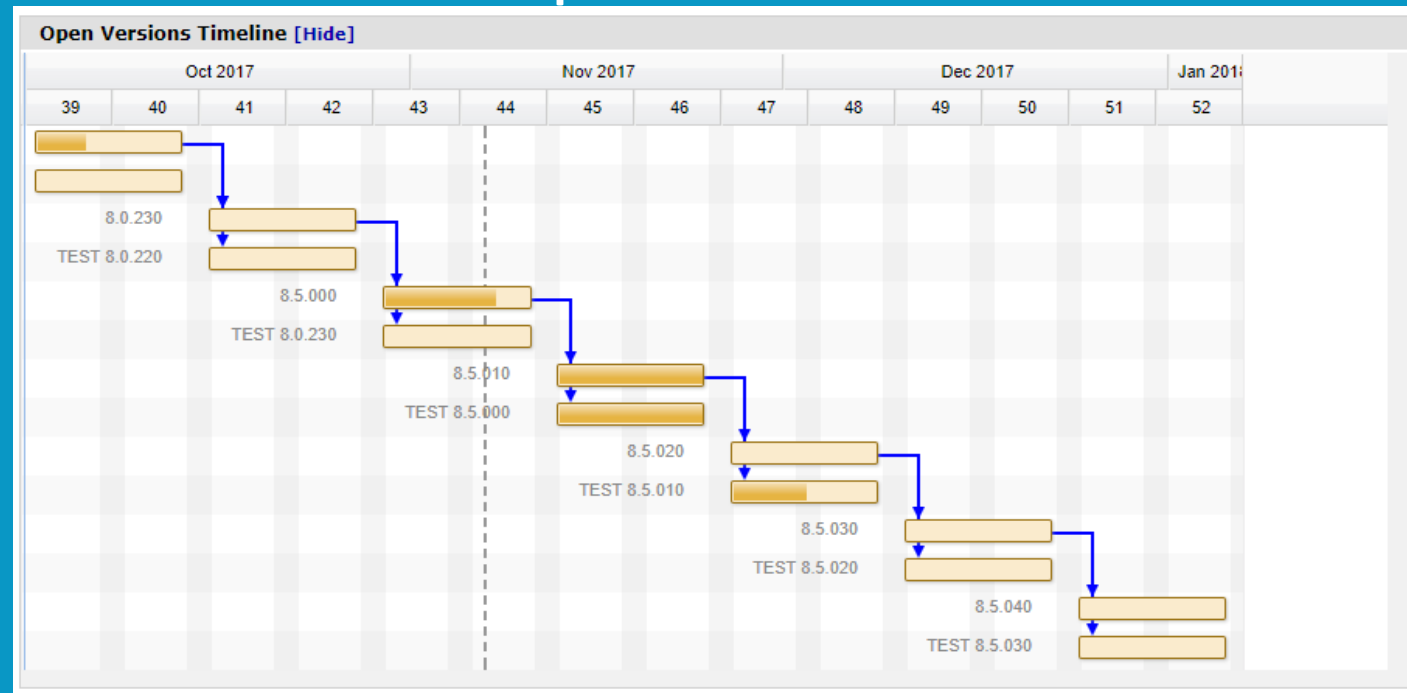 Open Versions Timeline [Hide]
Oct 2017 Nov 2017 Dec 2017 Jan 201
39 40 41 42 43 44 45 46 47 48 49 50 51 52
8.0.230
TEST 8.0.220
8.5.000
TEST 8.0.230
8.5.010
TEST 8.5.000
8.5.020
TEST 8.5.010
8.5.030
TEST 8.5.020
8.5.040
TEST 8.5.030